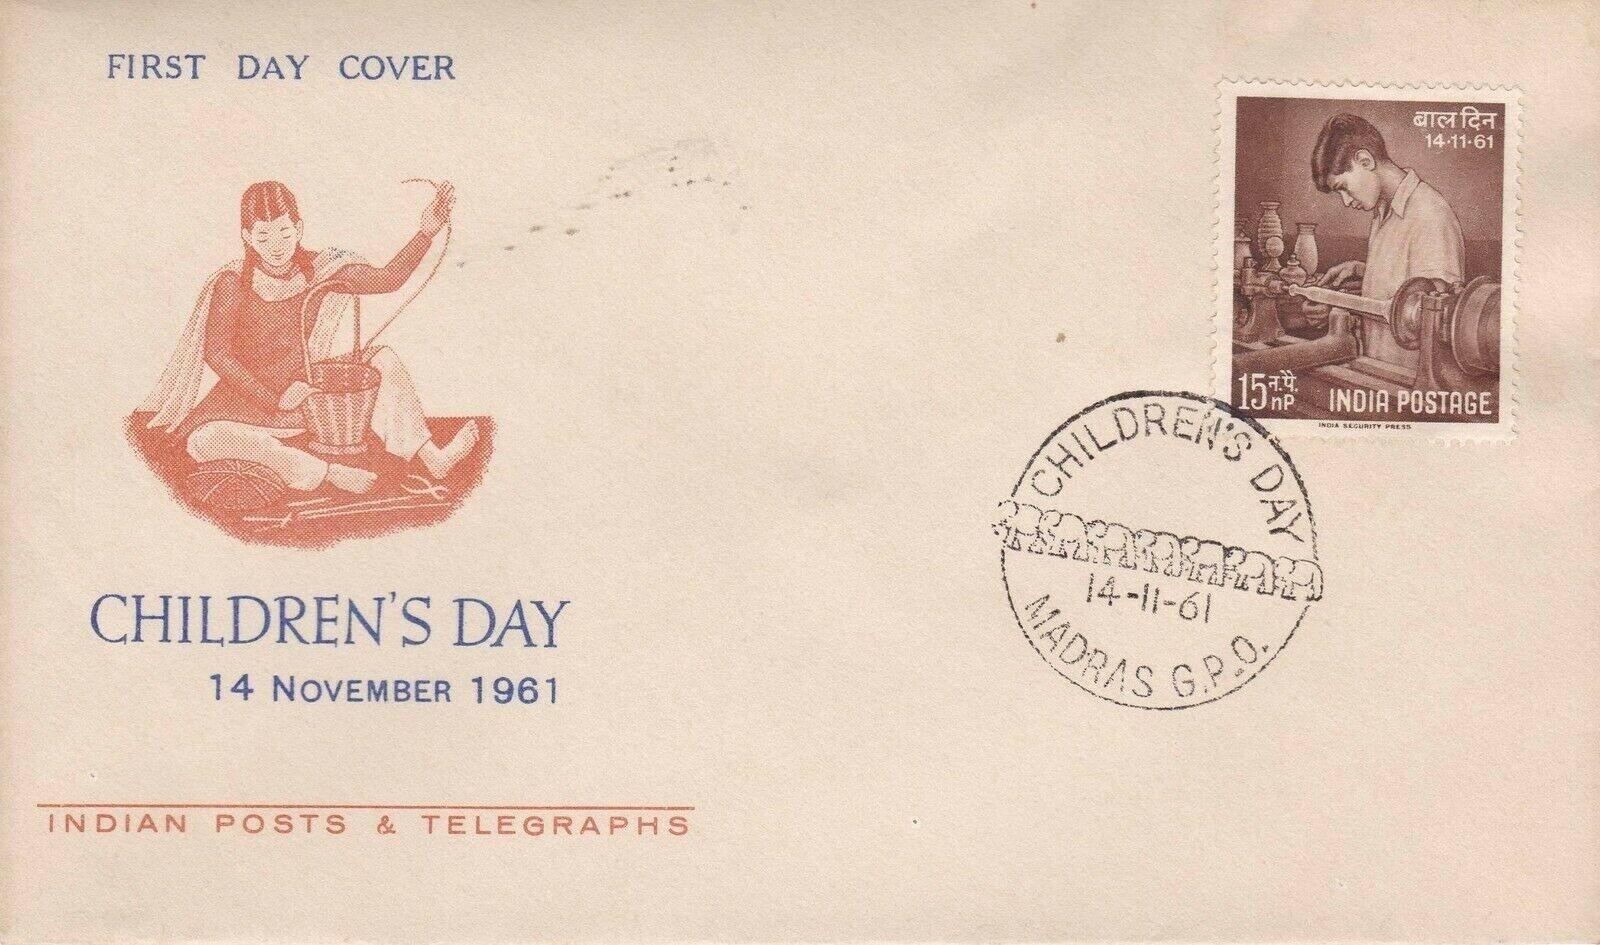 FIRST DAY COVER
बाल दिन
14·11·61
15 न.पै.
nP
INDIA POSTAGE
INDIA SECURITY PRESS
CHILDREN'S DAY
14-11-61
MADRAS G.P.O.
CHILDREN'S DAY
14 NOVEMBER 1961
INDIAN POSTS & TELEGRAPHS